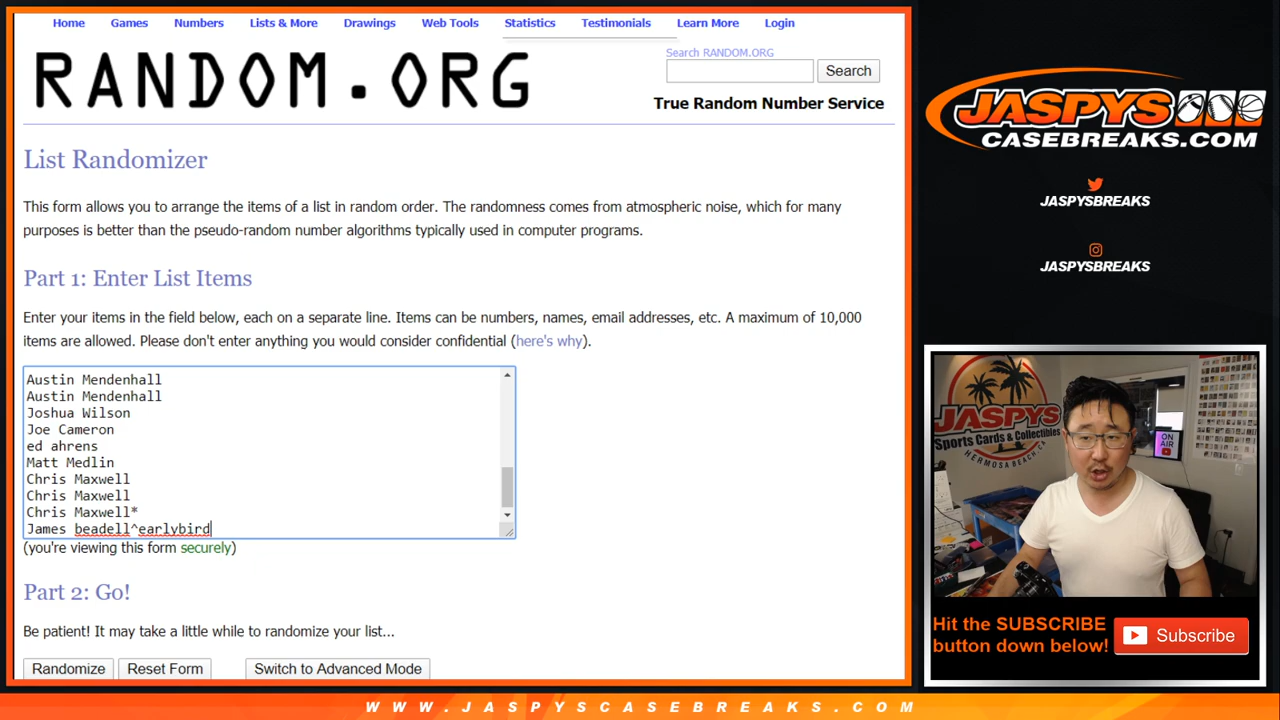 Home Games Numbers Lists & More Drawings Web Tools Statistics Testimonials Learn More Login
RANDOM.ORG
Search RANDOM.ORG
Search
True Random Number Service
List Randomizer
This form allows you to arrange the items of a list in random order. The randomness comes from atmospheric noise, which for many
purposes is better than the pseudo-random number algorithms typically used in computer programs.
Part 1: Enter List Items
Enter your items in the field below, each on a separate line. Items can be numbers, names, email addresses, etc. A maximum of 10,000
items are allowed. Please don't enter anything you would consider confidential (here's why).
Austin Mendenhall
Austin Mendenhall
Joshua Wilson
Joe Cameron
ed ahrens
Matt Medlin
Chris Maxwell
Chris Maxwell
Chris Maxwell*
James beadell^earlybird
(you're viewing this form securely)
Part 2: Go!
Be patient! It may take a little while to randomize your list...
Randomize Reset Form Switch to Advanced Mode
JASPYS
CASEBREAKS.COM
JASPYSBREAKS
JASPYSBREAKS
JASPYS
Sports Cards & Collectibles
HERMOSA BEACH, CA
ON
AIR
Hit the SUBSCRIBE
button down below!
Subscribe
WWW.JASPYSCASEBREAKS.COM